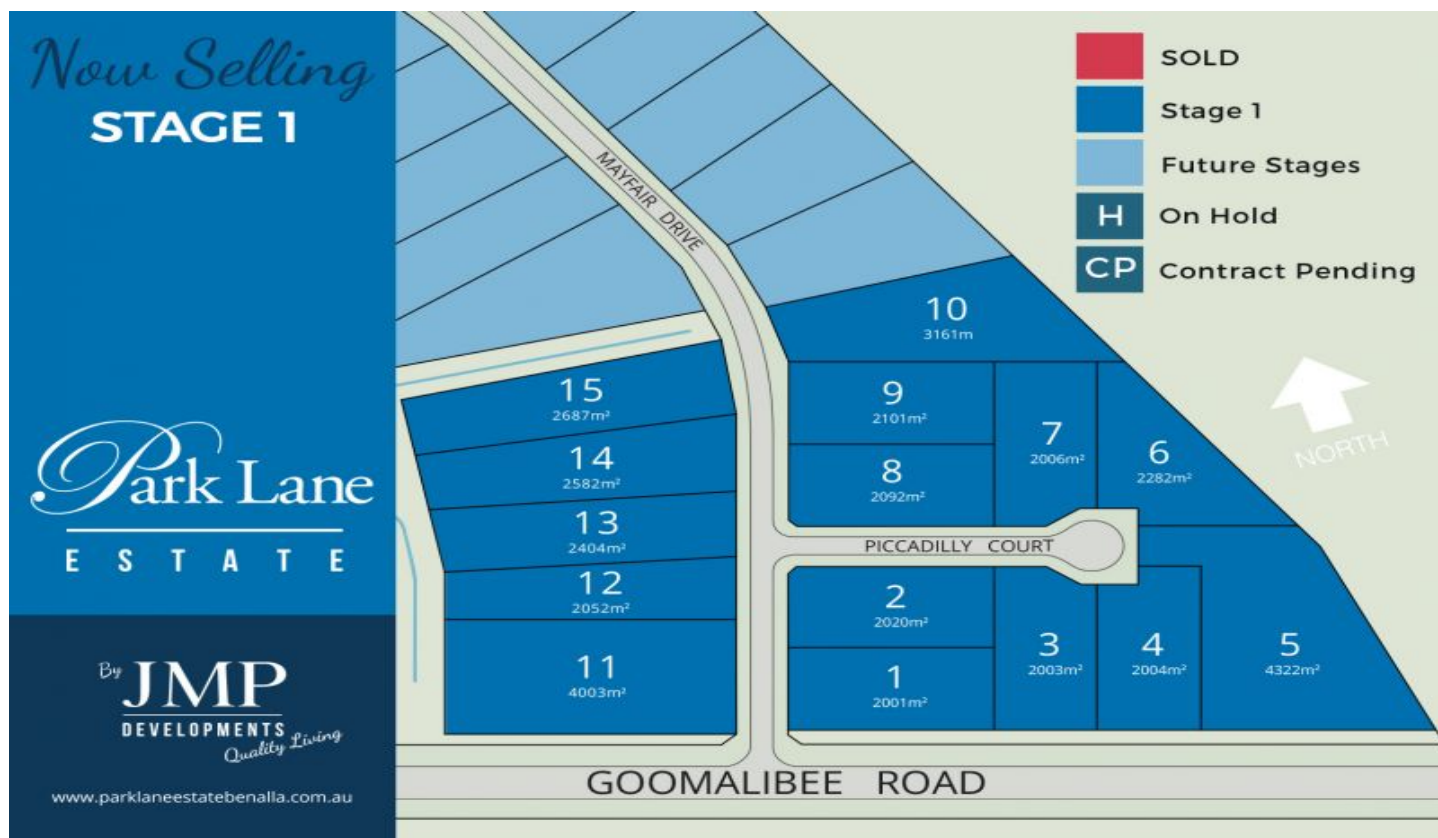 Now Selling
STAGE 1
Park Lane
ESTATE
By JMP
DEVELOPMENTS
Quality Living
www.parklaneestatebenalla.com.au
SOLD
Stage 1
Future Stages
H On Hold
CP Contract Pending
NORTH
MAYFAIR DRIVE
10
3161m
15
2687m²
14
2582m²
13
2404m²
12
2052m²
11
4003m²
9
2101m²
8
2092m²
7
2006m²
6
2282m²
PICCADILLY COURT
2
2020m²
1
2001m²
3
2003m²
4
2004m²
5
4322m²
GOOMALIBEE ROAD